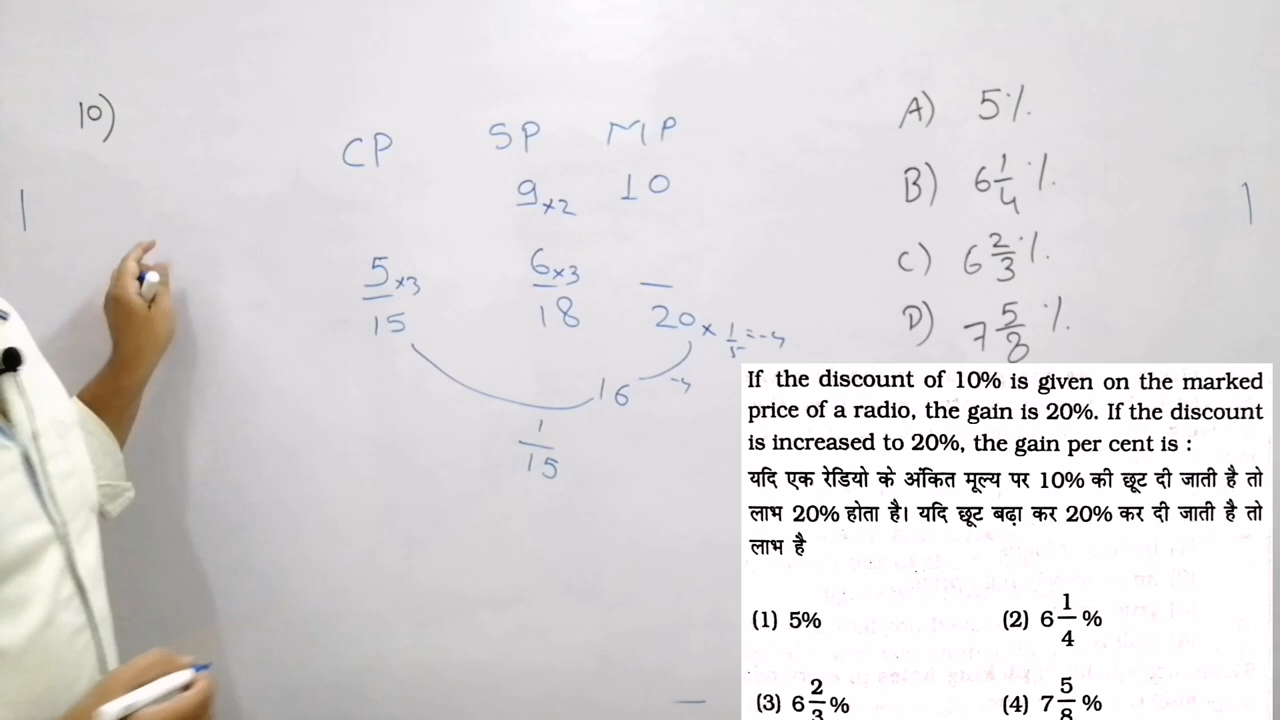 10)
CP SP MP
9×2 10
5×3 6×3 —
15 18 20 × 1/5 = -4
16 -4
1/15
A) 5%
B) 6 1/4 %
C) 6 2/3 %
D) 7 5/8 %
If the discount of 10% is given on the marked
price of a radio, the gain is 20%. If the discount
is increased to 20%, the gain per cent is :
यदि एक रेडियो के अंकित मूल्य पर 10% की छूट दी जाती है तो
लाभ 20% होता है। यदि छूट बढ़ा कर 20% कर दी जाती है तो
लाभ है
(1) 5% (2) 6 1/4 %
(3) 6 2/3 % (4) 7 5/8 %